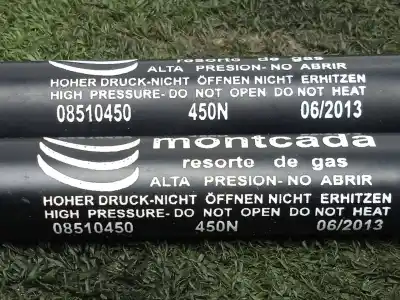 resorte de gas
ALTA PRESION-NO ABRIR
HOHER DRUCK-NICHT ÖFFNEN NICHT ERHITZEN
HIGH PRESSURE- DO NOT OPEN DO NOT HEAT
08510450 450N 06/2013
montcada
resorte de gas
ALTA PRESION-NO ABRIR
HOHER DRUCK-NICHT ÖFFNEN NICHT ERHITZEN
HIGH PRESSURE- DO NOT OPEN DO NOT HEAT
08510450 450N 06/2013